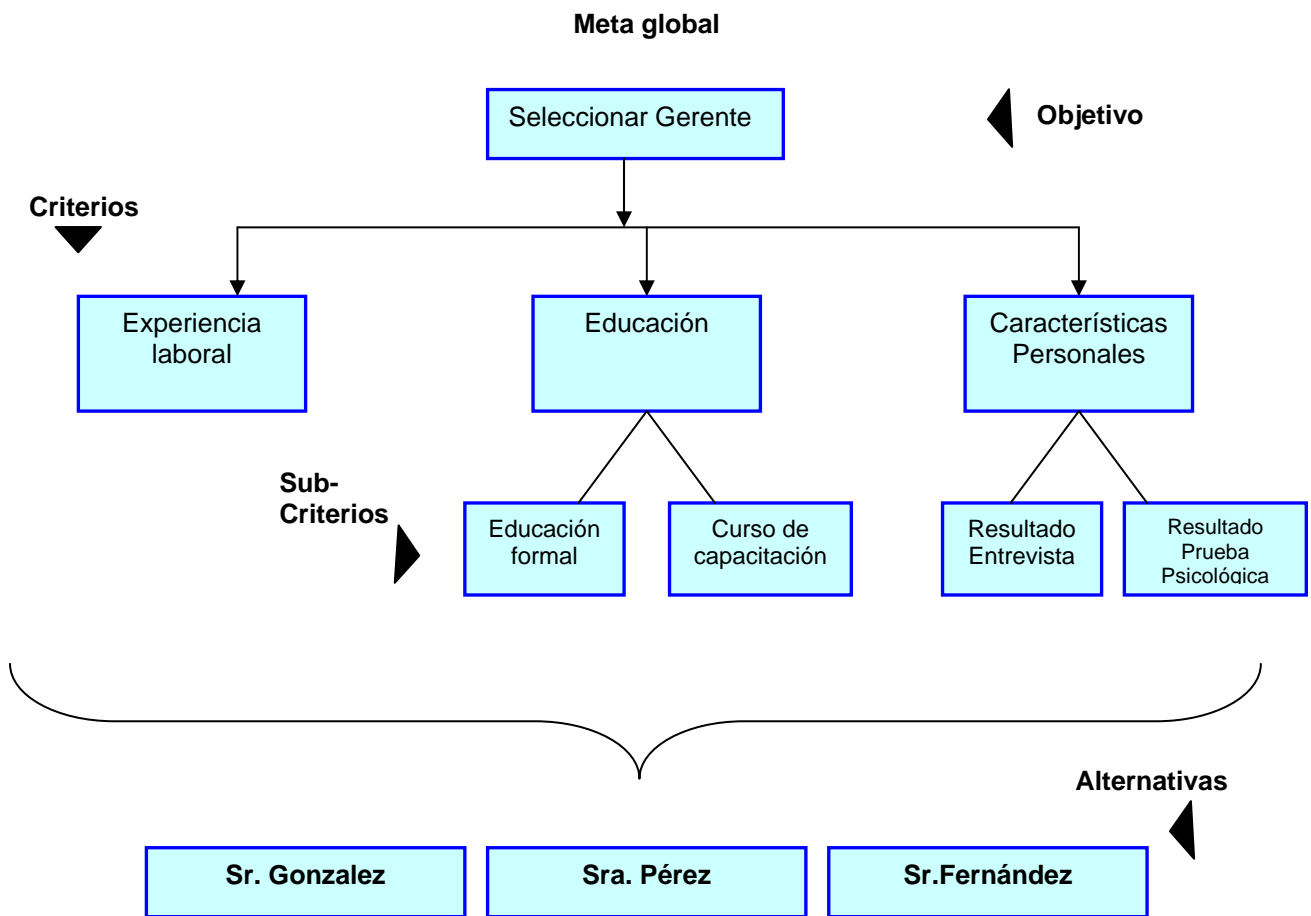 Meta global
Seleccionar Gerente
Objetivo
Criterios
Experiencia
laboral
Educación
Características
Personales
Sub-
Criterios
Educación
formal
Curso de
capacitación
Resultado
Entrevista
Resultado
Prueba
Psicológica
Alternativas
Sr. Gonzalez
Sra. Pérez
Sr.Fernández